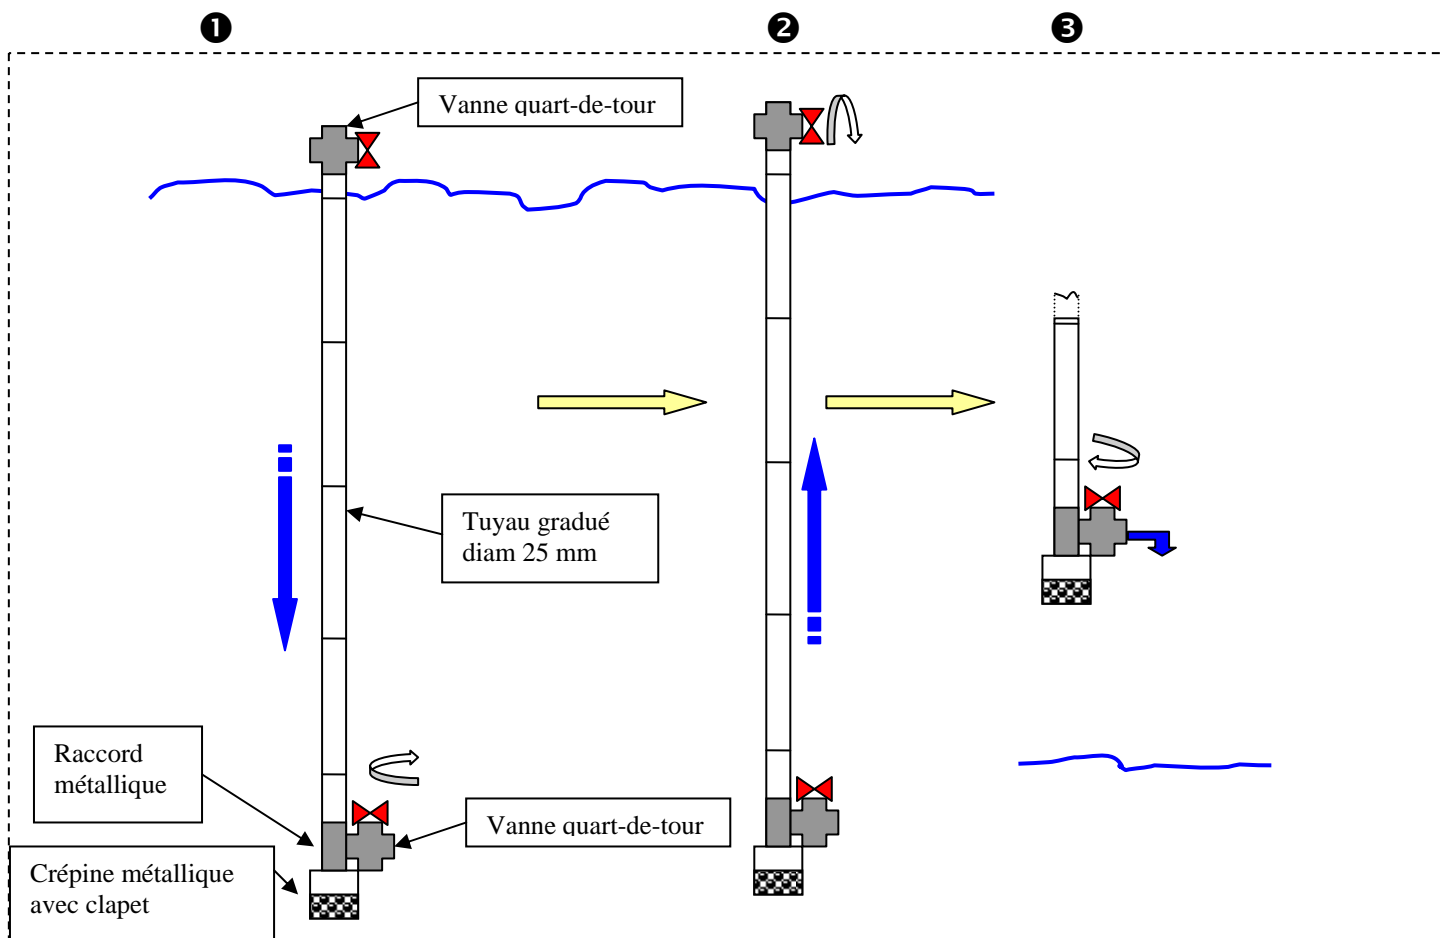 ❶ ❷ ❸
Vanne quart-de-tour
Tuyau gradué
diam 25 mm
Raccord
métallique
Vanne quart-de-tour
Crépine métallique
avec clapet